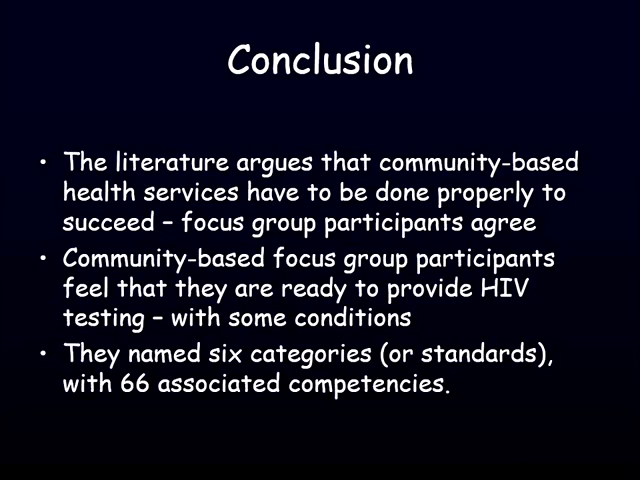 Conclusion
• The literature argues that community-based
health services have to be done properly to
succeed – focus group participants agree
• Community-based focus group participants
feel that they are ready to provide HIV
testing – with some conditions
• They named six categories (or standards),
with 66 associated competencies.